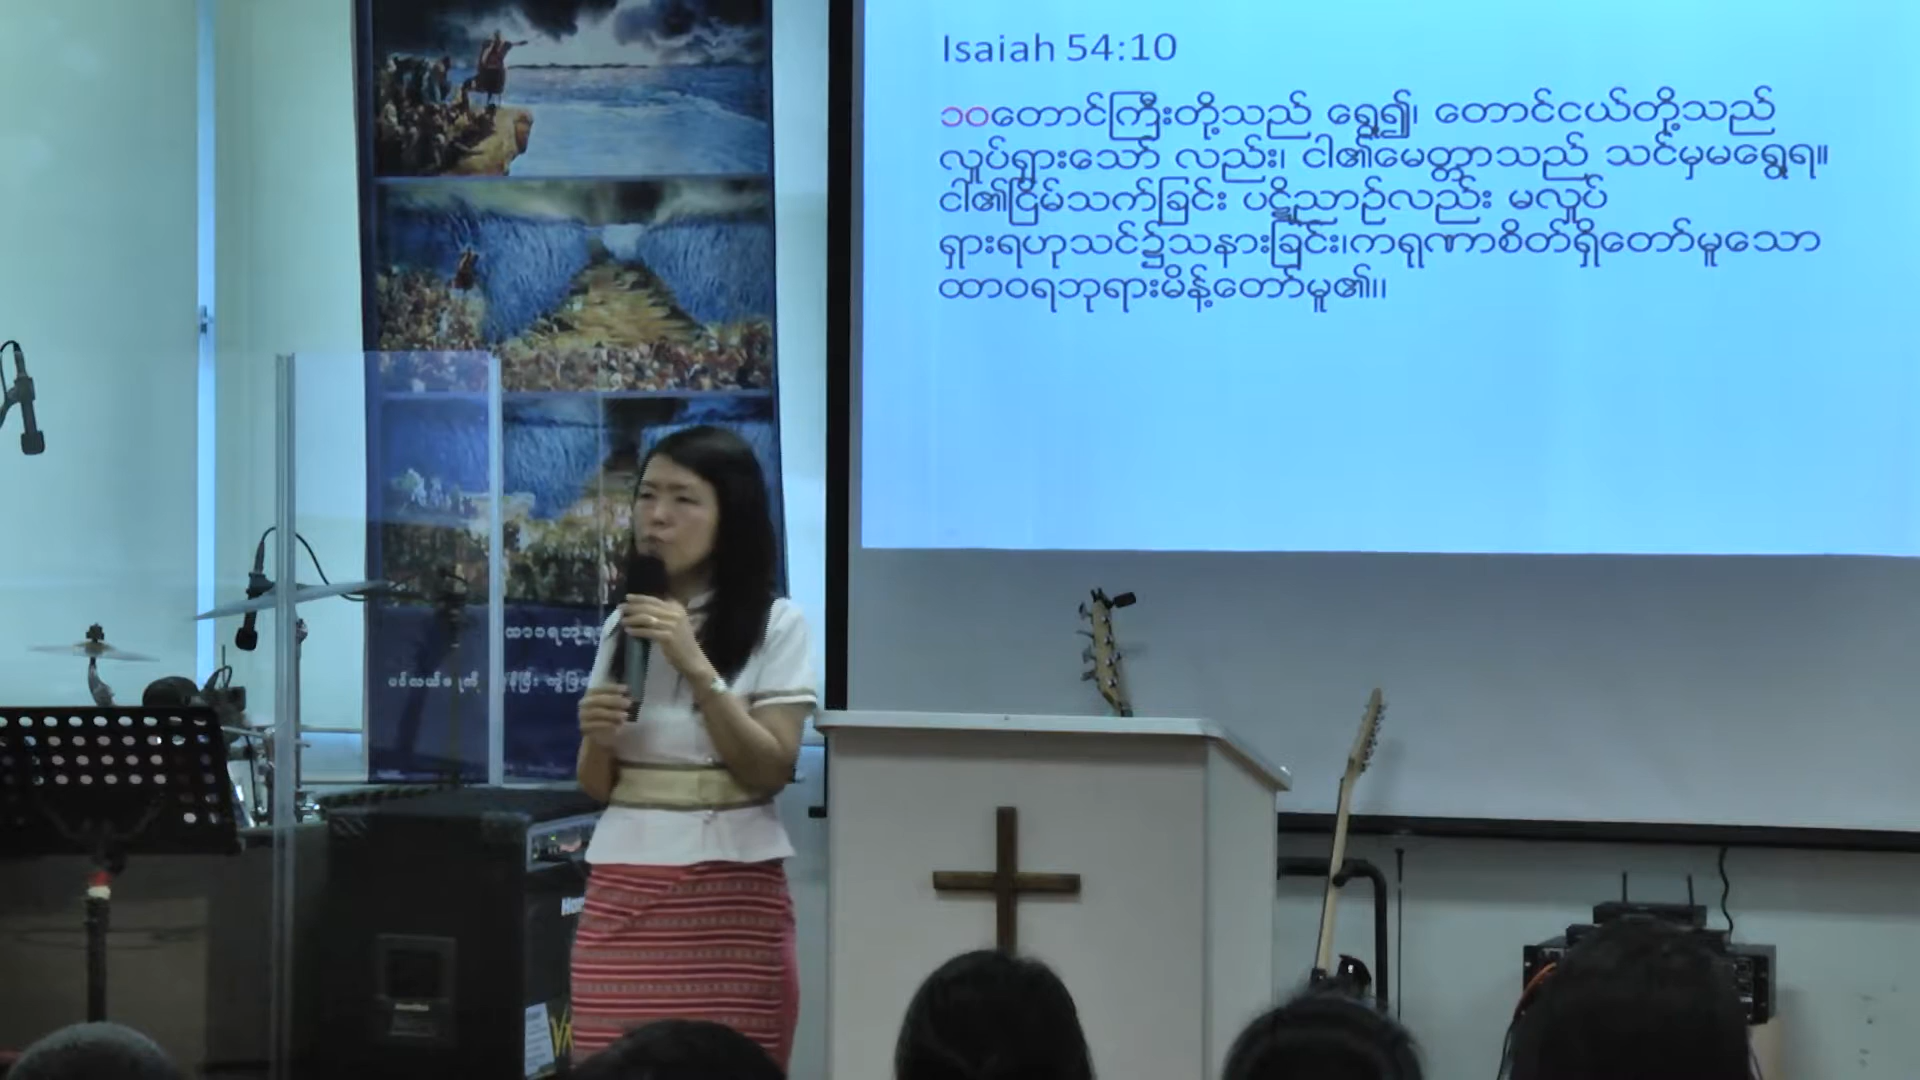 Isaiah 54:10
၁၀တောင်ကြီးတို့သည် ရွေ့၍၊ တောင်ငယ်တို့သည်
လှုပ်ရှားသော် လည်း၊ ငါ၏မေတ္တာသည် သင်မှမရွေ့ရ။
ငါ၏ငြိမ်သက်ခြင်း ပဋိညာဉ်လည်း မလှုပ်
ရှားရဟုသင်၌သနားခြင်း၊ကရုဏာစိတ်ရှိတော်မူသော
ထာဝရဘုရားမိန့်တော်မူ၏။